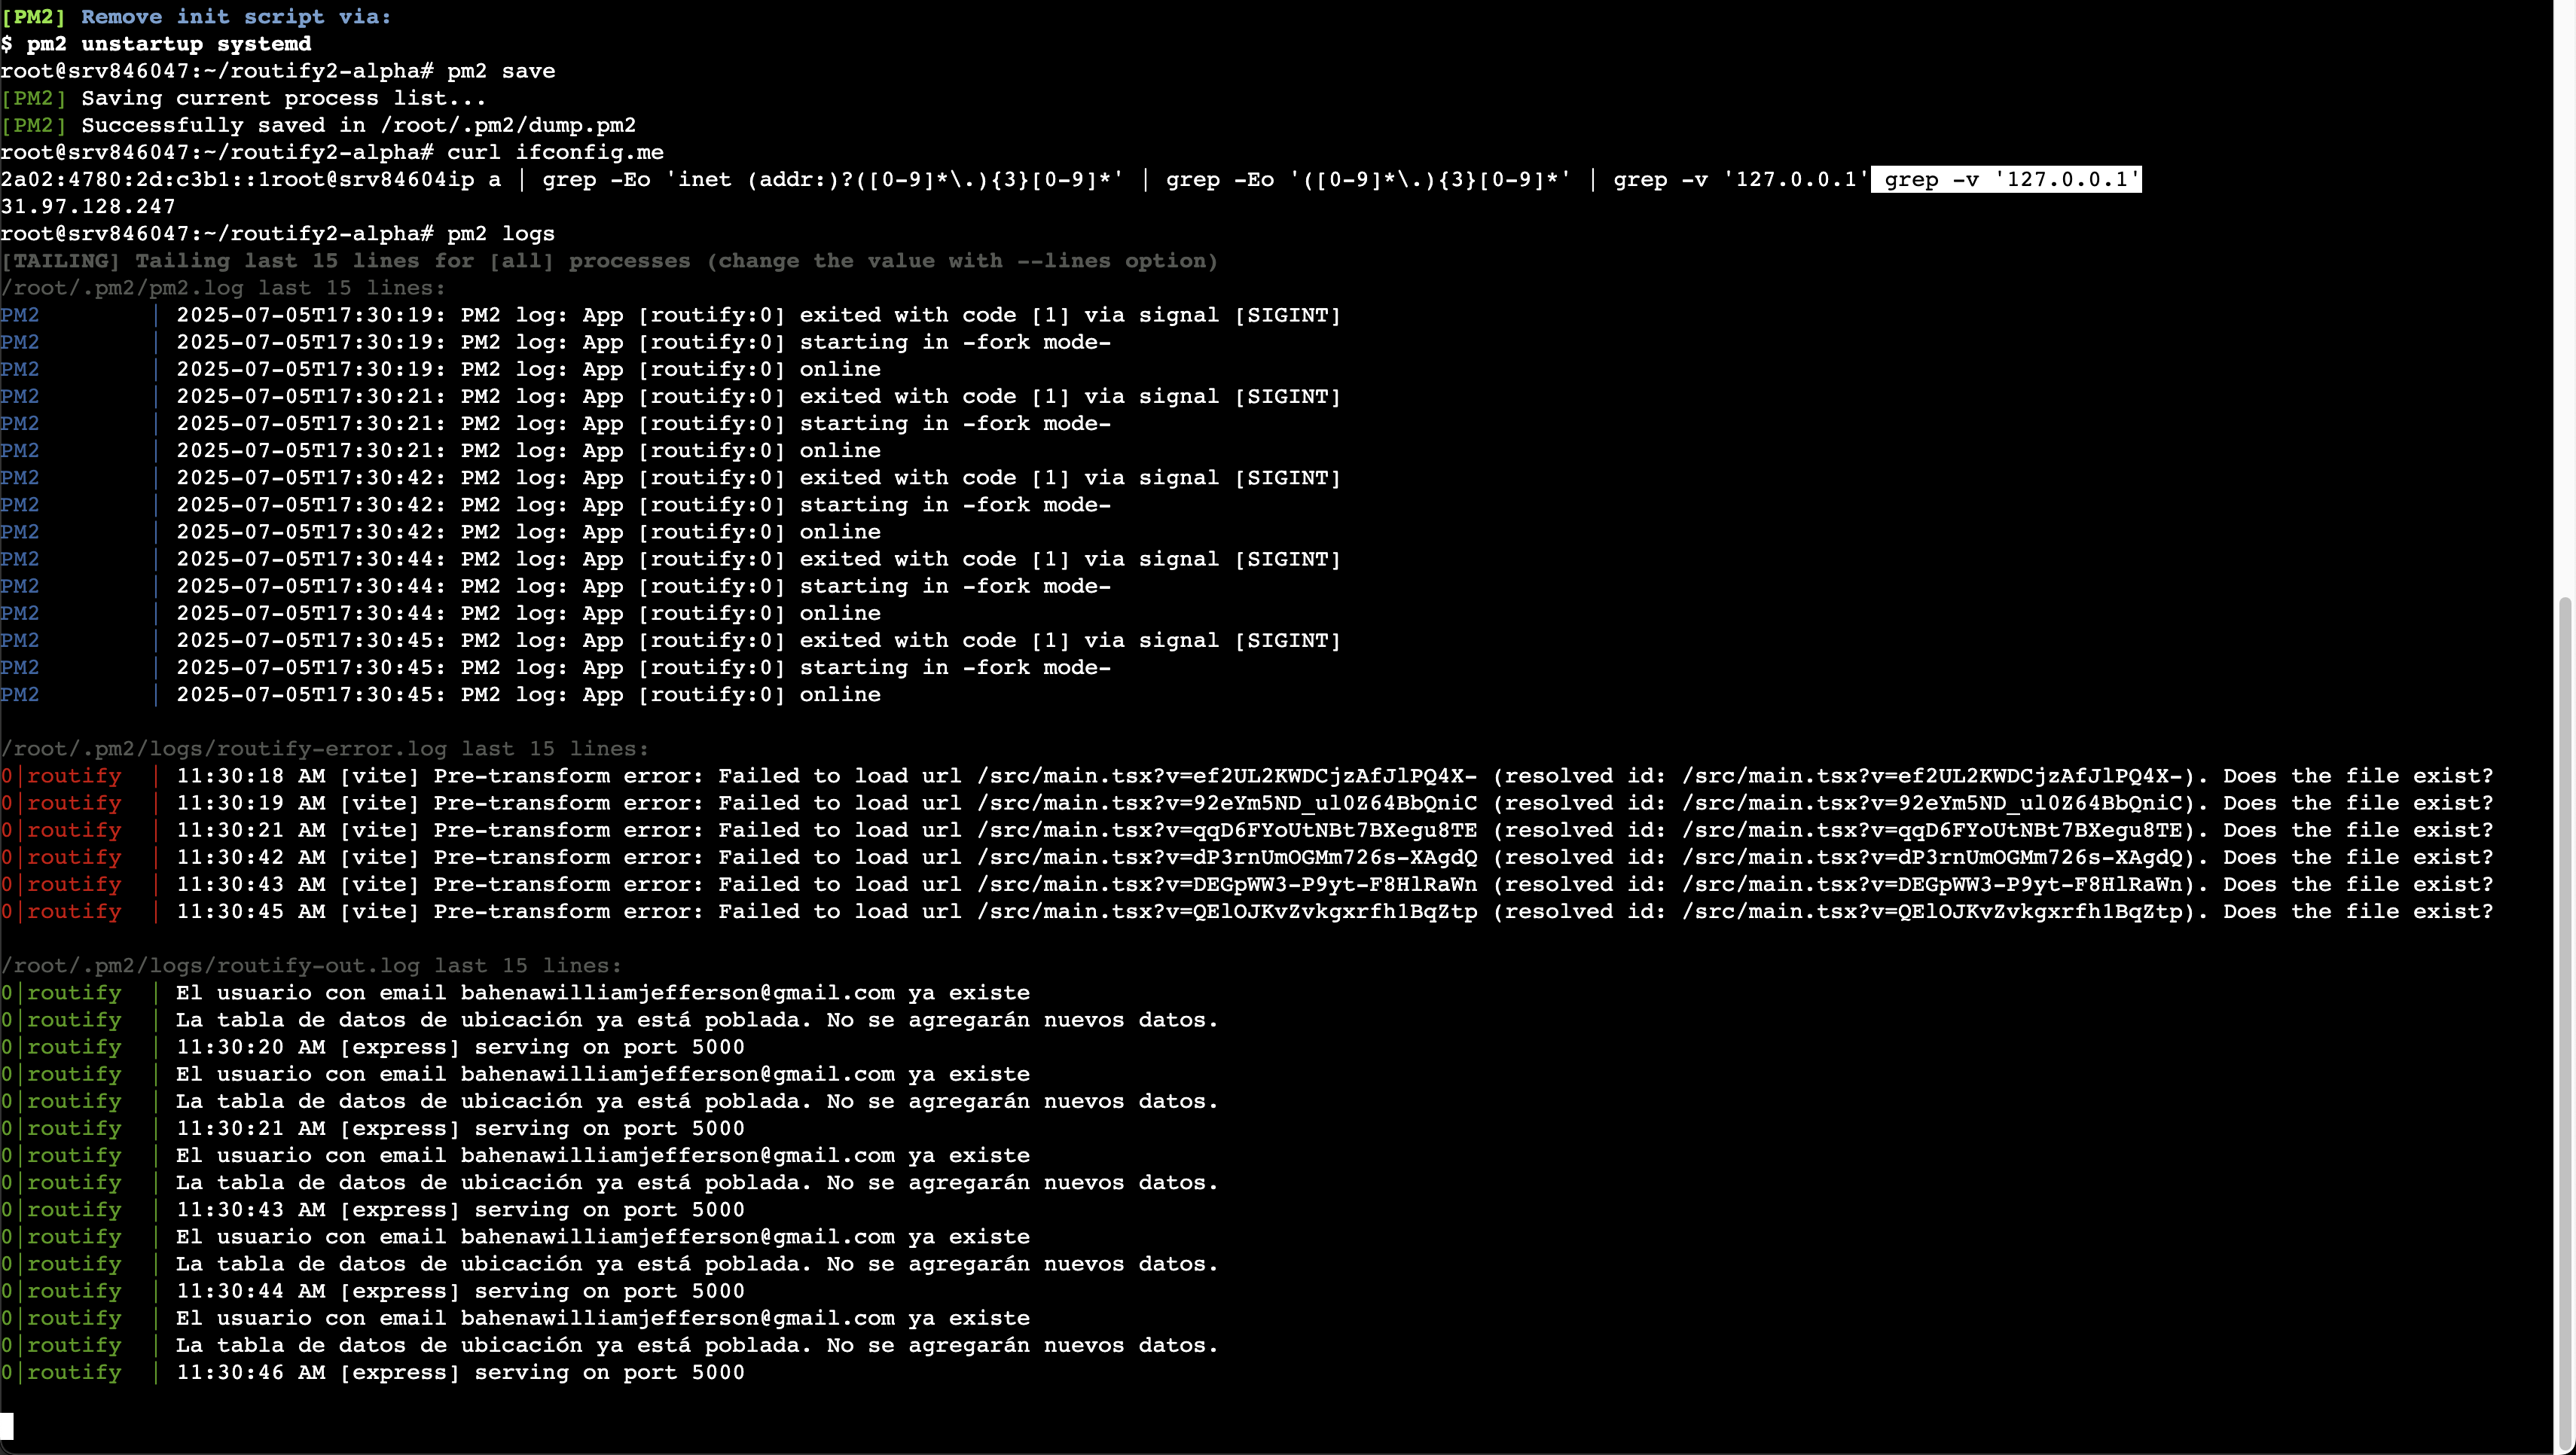 [PM2] Remove init script via:
$ pm2 unstartup systemd
root@srv846047:~/routify2-alpha# pm2 save
[PM2] Saving current process list...
[PM2] Successfully saved in /root/.pm2/dump.pm2
root@srv846047:~/routify2-alpha# curl ifconfig.me
2a02:4780:2d:c3b1::1root@srv84604ip a | grep -Eo 'inet (addr:)?([0-9]*\.){3}[0-9]*' | grep -Eo '([0-9]*\.){3}[0-9]*' | grep -v '127.0.0.1' grep -v '127.0.0.1'
31.97.128.247
root@srv846047:~/routify2-alpha# pm2 logs
[TAILING] Tailing last 15 lines for [all] processes (change the value with --lines option)
/root/.pm2/pm2.log last 15 lines:
PM2        | 2025-07-05T17:30:19: PM2 log: App [routify:0] exited with code [1] via signal [SIGINT]
PM2        | 2025-07-05T17:30:19: PM2 log: App [routify:0] starting in -fork mode-
PM2        | 2025-07-05T17:30:19: PM2 log: App [routify:0] online
PM2        | 2025-07-05T17:30:21: PM2 log: App [routify:0] exited with code [1] via signal [SIGINT]
PM2        | 2025-07-05T17:30:21: PM2 log: App [routify:0] starting in -fork mode-
PM2        | 2025-07-05T17:30:21: PM2 log: App [routify:0] online
PM2        | 2025-07-05T17:30:42: PM2 log: App [routify:0] exited with code [1] via signal [SIGINT]
PM2        | 2025-07-05T17:30:42: PM2 log: App [routify:0] starting in -fork mode-
PM2        | 2025-07-05T17:30:42: PM2 log: App [routify:0] online
PM2        | 2025-07-05T17:30:44: PM2 log: App [routify:0] exited with code [1] via signal [SIGINT]
PM2        | 2025-07-05T17:30:44: PM2 log: App [routify:0] starting in -fork mode-
PM2        | 2025-07-05T17:30:44: PM2 log: App [routify:0] online
PM2        | 2025-07-05T17:30:45: PM2 log: App [routify:0] exited with code [1] via signal [SIGINT]
PM2        | 2025-07-05T17:30:45: PM2 log: App [routify:0] starting in -fork mode-
PM2        | 2025-07-05T17:30:45: PM2 log: App [routify:0] online
/root/.pm2/logs/routify-error.log last 15 lines:
0|routify  | 11:30:18 AM [vite] Pre-transform error: Failed to load url /src/main.tsx?v=ef2UL2KWDCjzAfJlPQ4X- (resolved id: /src/main.tsx?v=ef2UL2KWDCjzAfJlPQ4X-). Does the file exist?
0|routify  | 11:30:19 AM [vite] Pre-transform error: Failed to load url /src/main.tsx?v=92eYm5ND_ul0Z64BbQniC (resolved id: /src/main.tsx?v=92eYm5ND_ul0Z64BbQniC). Does the file exist?
0|routify  | 11:30:21 AM [vite] Pre-transform error: Failed to load url /src/main.tsx?v=qqD6FYoUtNBt7BXegu8TE (resolved id: /src/main.tsx?v=qqD6FYoUtNBt7BXegu8TE). Does the file exist?
0|routify  | 11:30:42 AM [vite] Pre-transform error: Failed to load url /src/main.tsx?v=dP3rnUmOGMm726s-XAgdQ (resolved id: /src/main.tsx?v=dP3rnUmOGMm726s-XAgdQ). Does the file exist?
0|routify  | 11:30:43 AM [vite] Pre-transform error: Failed to load url /src/main.tsx?v=DEGpWW3-P9yt-F8HlRaWn (resolved id: /src/main.tsx?v=DEGpWW3-P9yt-F8HlRaWn). Does the file exist?
0|routify  | 11:30:45 AM [vite] Pre-transform error: Failed to load url /src/main.tsx?v=QElOJKvZvkgxrfh1BqZtp (resolved id: /src/main.tsx?v=QElOJKvZvkgxrfh1BqZtp). Does the file exist?
/root/.pm2/logs/routify-out.log last 15 lines:
0|routify  | El usuario con email bahenawilliamjefferson@gmail.com ya existe
0|routify  | La tabla de datos de ubicación ya está poblada. No se agregarán nuevos datos.
0|routify  | 11:30:20 AM [express] serving on port 5000
0|routify  | El usuario con email bahenawilliamjefferson@gmail.com ya existe
0|routify  | La tabla de datos de ubicación ya está poblada. No se agregarán nuevos datos.
0|routify  | 11:30:21 AM [express] serving on port 5000
0|routify  | El usuario con email bahenawilliamjefferson@gmail.com ya existe
0|routify  | La tabla de datos de ubicación ya está poblada. No se agregarán nuevos datos.
0|routify  | 11:30:43 AM [express] serving on port 5000
0|routify  | El usuario con email bahenawilliamjefferson@gmail.com ya existe
0|routify  | La tabla de datos de ubicación ya está poblada. No se agregarán nuevos datos.
0|routify  | 11:30:44 AM [express] serving on port 5000
0|routify  | El usuario con email bahenawilliamjefferson@gmail.com ya existe
0|routify  | La tabla de datos de ubicación ya está poblada. No se agregarán nuevos datos.
0|routify  | 11:30:46 AM [express] serving on port 5000